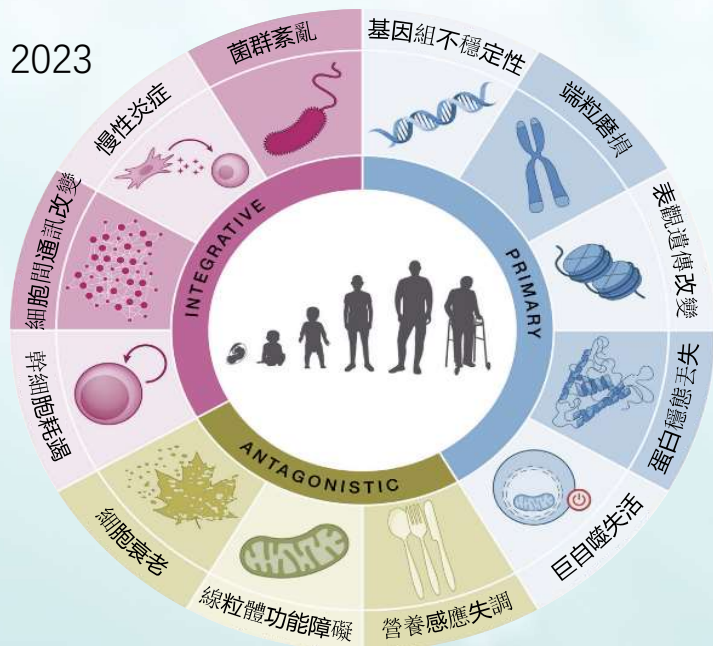 2023
基因組不穩定性
端粒磨損
表觀遺傳改變
蛋白穩態丟失
巨自噬失活
營養感應失調
線粒體功能障礙
細胞衰老
幹細胞耗竭
細胞間通訊改變
慢性炎症
菌群紊亂
PRIMARY
ANTAGONISTIC
INTEGRATIVE